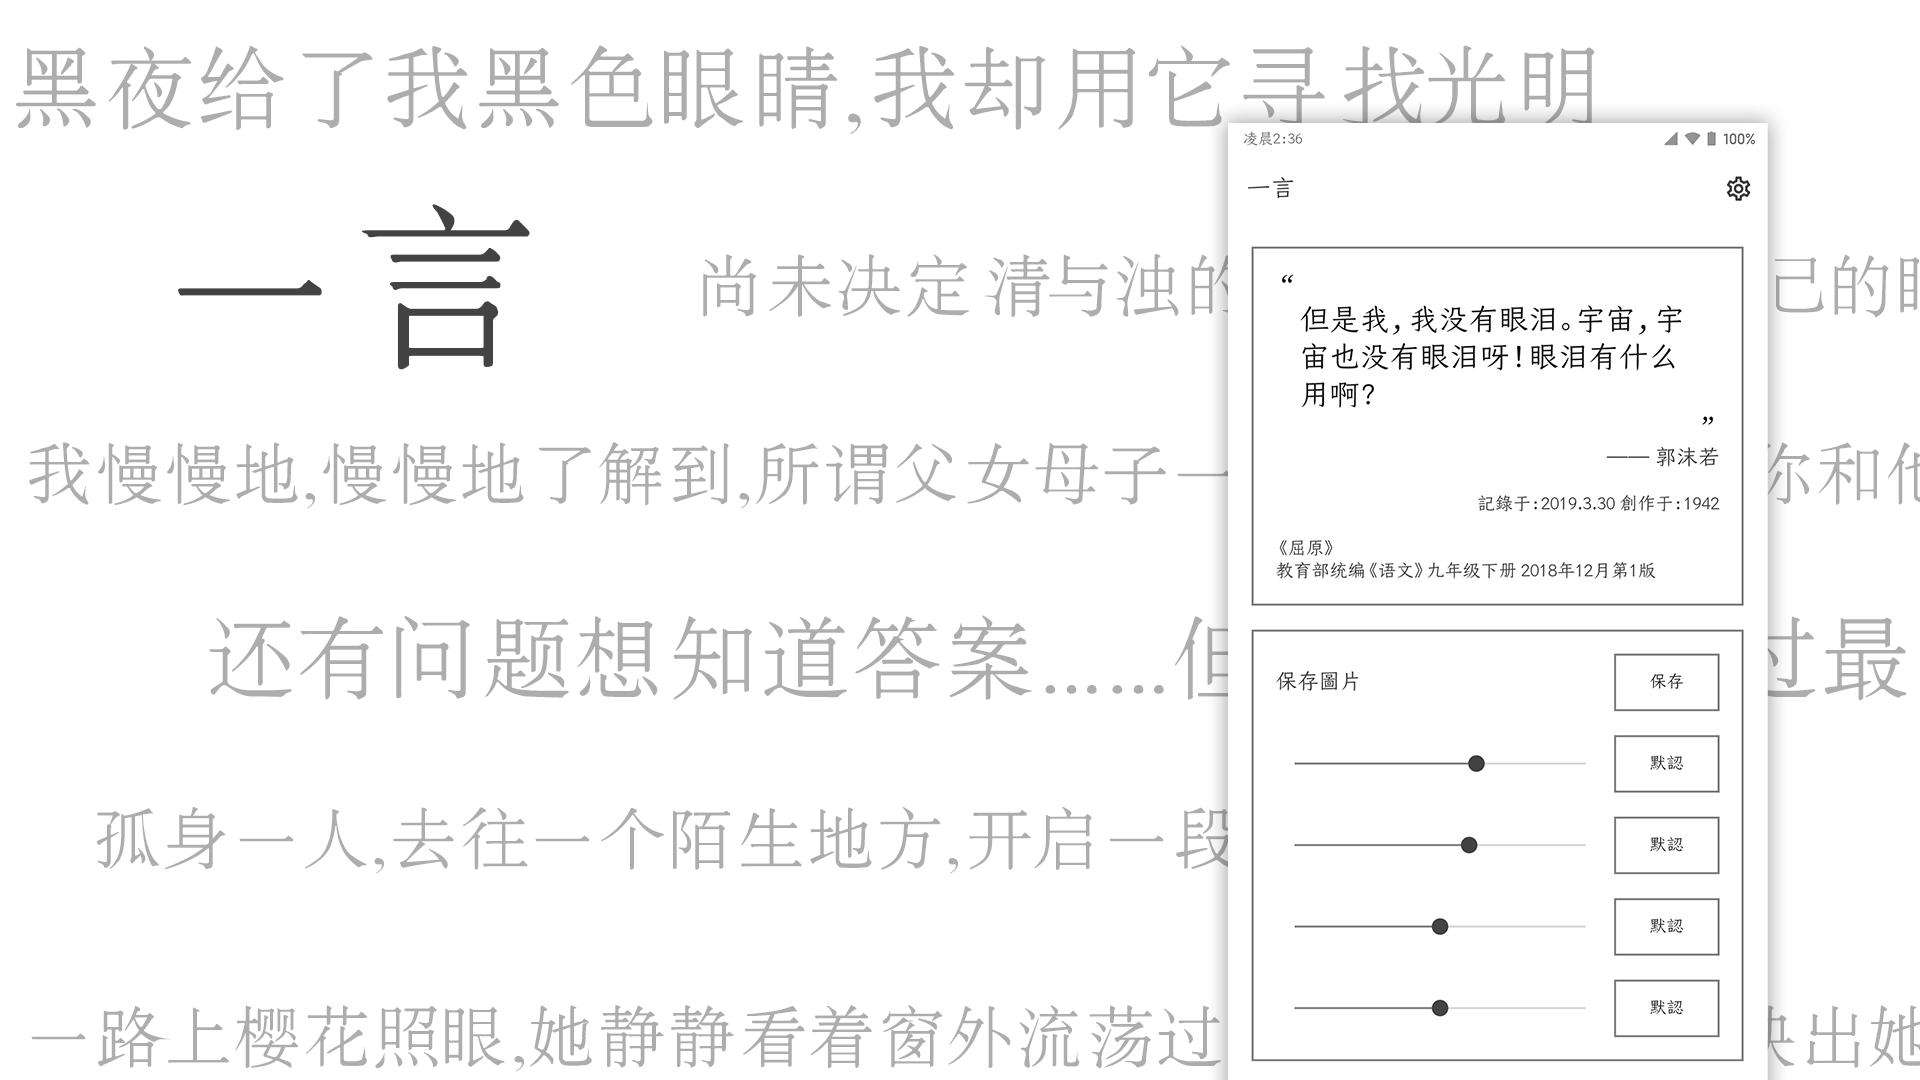 黑夜给了我黑色眼睛,我却用它寻找光明
一言
尚未决定 清与浊的
己的
我慢慢地,慢慢地了解到,所谓父女母子一
你和他
还有问题想知道答案……但
过最
孤身一人,去往一个陌生地方,开启一段
一路上樱花照眼,她静静看着窗外流荡过
出她
凌晨2:36
100%
一言
“
但是我,我没有眼泪。宇宙,宇
宙也没有眼泪呀!眼泪有什么
用啊?
”
—— 郭沫若
記錄于:2019.3.30 創作于:1942
《屈原》
教育部统编《语文》九年级下册 2018年12月第1版
保存圖片
保存
默認
默認
默認
默認